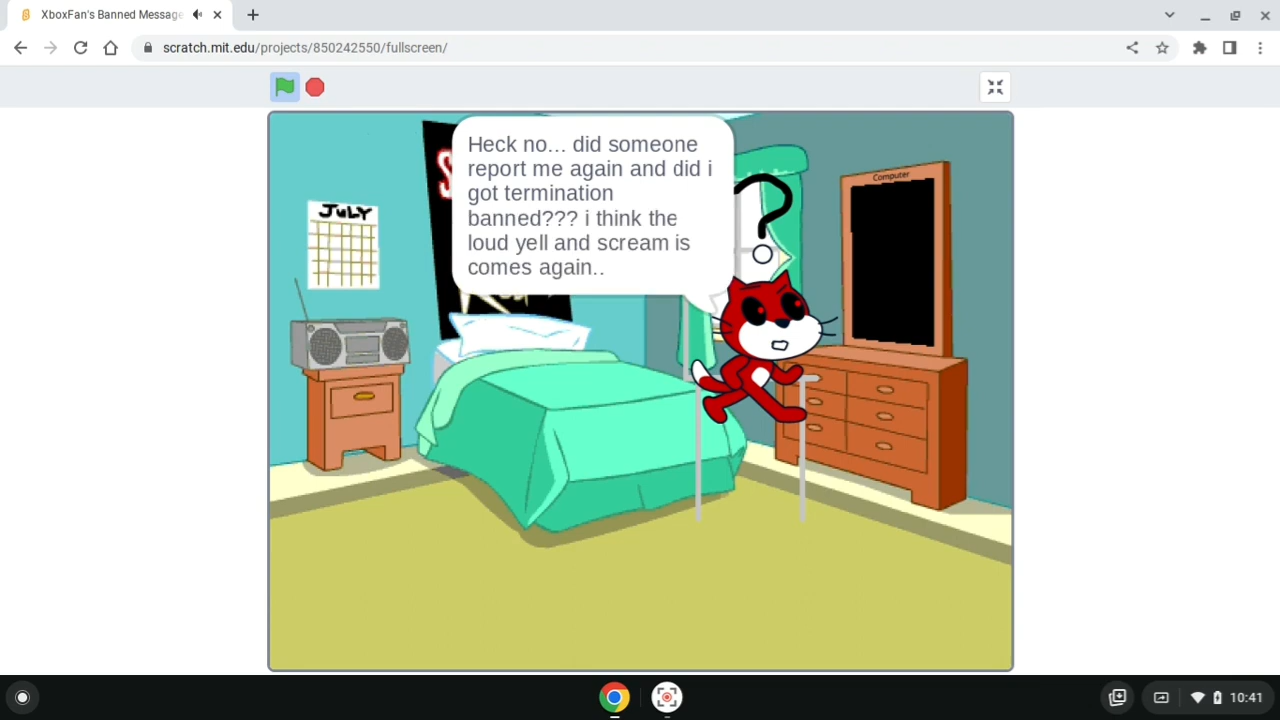 XboxFan's Banned Message
scratch.mit.edu/projects/850242550/fullscreen/
Heck no... did someone
report me again and did i
got termination
banned??? i think the
loud yell and scream is
comes again..
?
JULY
Computer
10:41